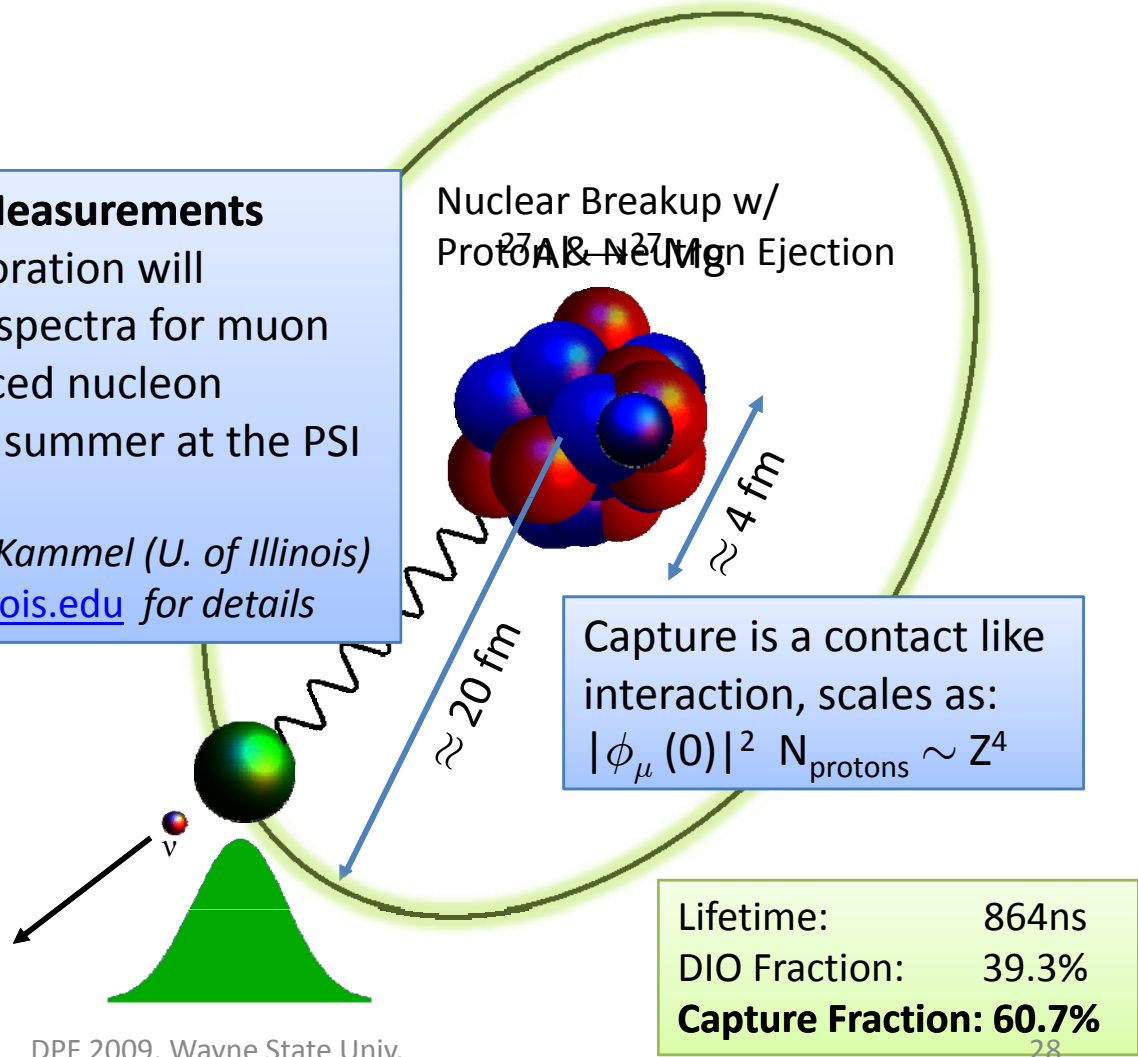 Measurements
oration will
spectra for muon
ced nucleon
summer at the PSI
Kammel (U. of Illinois)
ois.edu for details
Nuclear Breakup w/
Proton & Neutron Ejection
²⁷Al → ²⁷Mg
≈ 4 fm
≈ 20 fm
Capture is a contact like
interaction, scales as:
|ϕμ (0)|² Nprotons ∼ Z⁴
ν
Lifetime: 864ns
DIO Fraction: 39.3%
Capture Fraction: 60.7%
DPF 2009, Wayne State Univ.
28